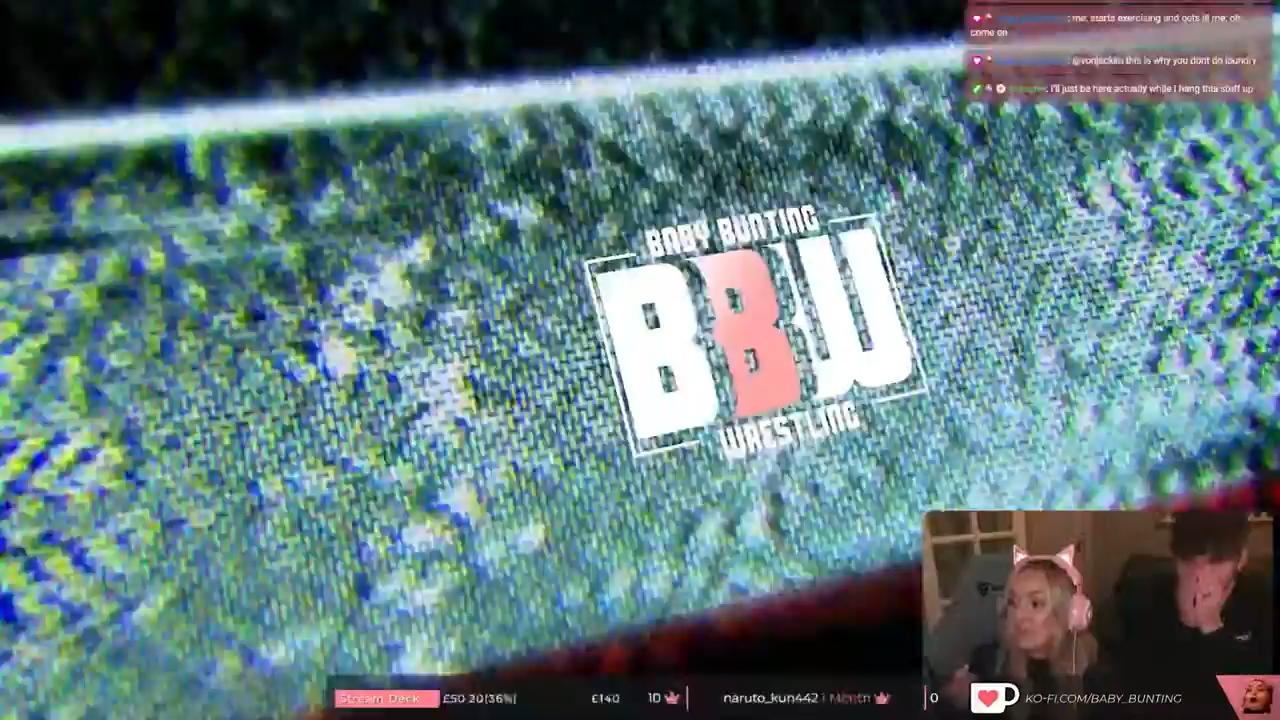 : me: starts exercising and gets ill me: oh
come on
: @vonjackim this is why you dont do laundry
: I'll just be here actually while I hang this stuff up
BABY BUNTING
BBW
WRESTLING
Stream Deck £50.20(36%) £140 10 naruto_kun442 1 Month 0 KO-FI.COM/BABY_BUNTING